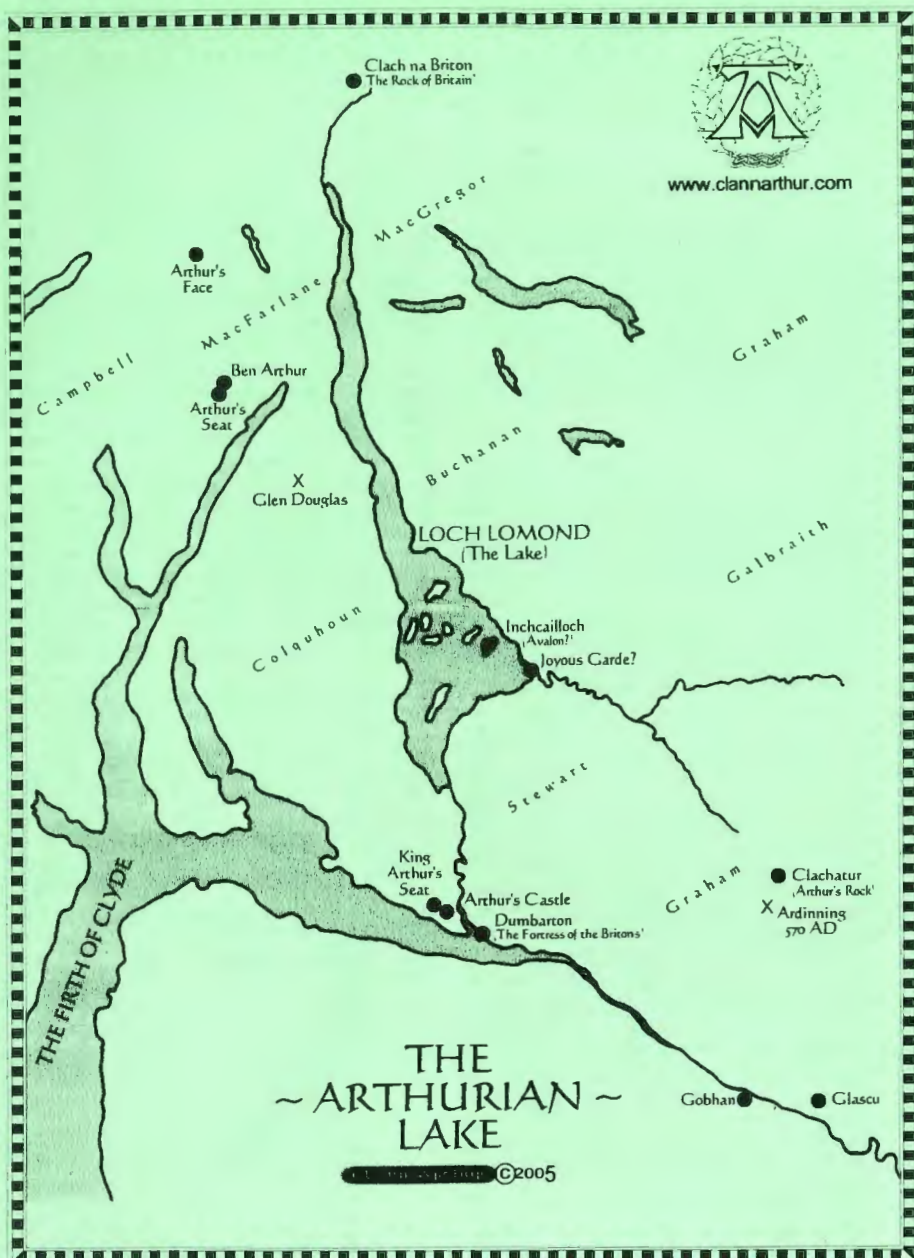 Clach na Briton
'The Rock of Britain'
www.clannarthur.com
MacGregor
Arthur's
Face
MacFarlane
Graham
Campbell
Ben Arthur
Arthur's
Seat
Buchanan
X
Glen Douglas
LOCH LOMOND
(The Lake)
Galbraith
Colquhoun
Inchcailloch
'Avalon?'
Joyous Garde?
Stewart
King
Arthur's
Seat
Arthur's Castle
Dumbarton
'The Fortress of the Britons'
Graham
Clachatur
'Arthur's Rock'
X Ardinning
570 AD
THE FIRTH OF CLYDE
THE
~ ARTHURIAN ~
LAKE
©2005
Gobhan
Glascu